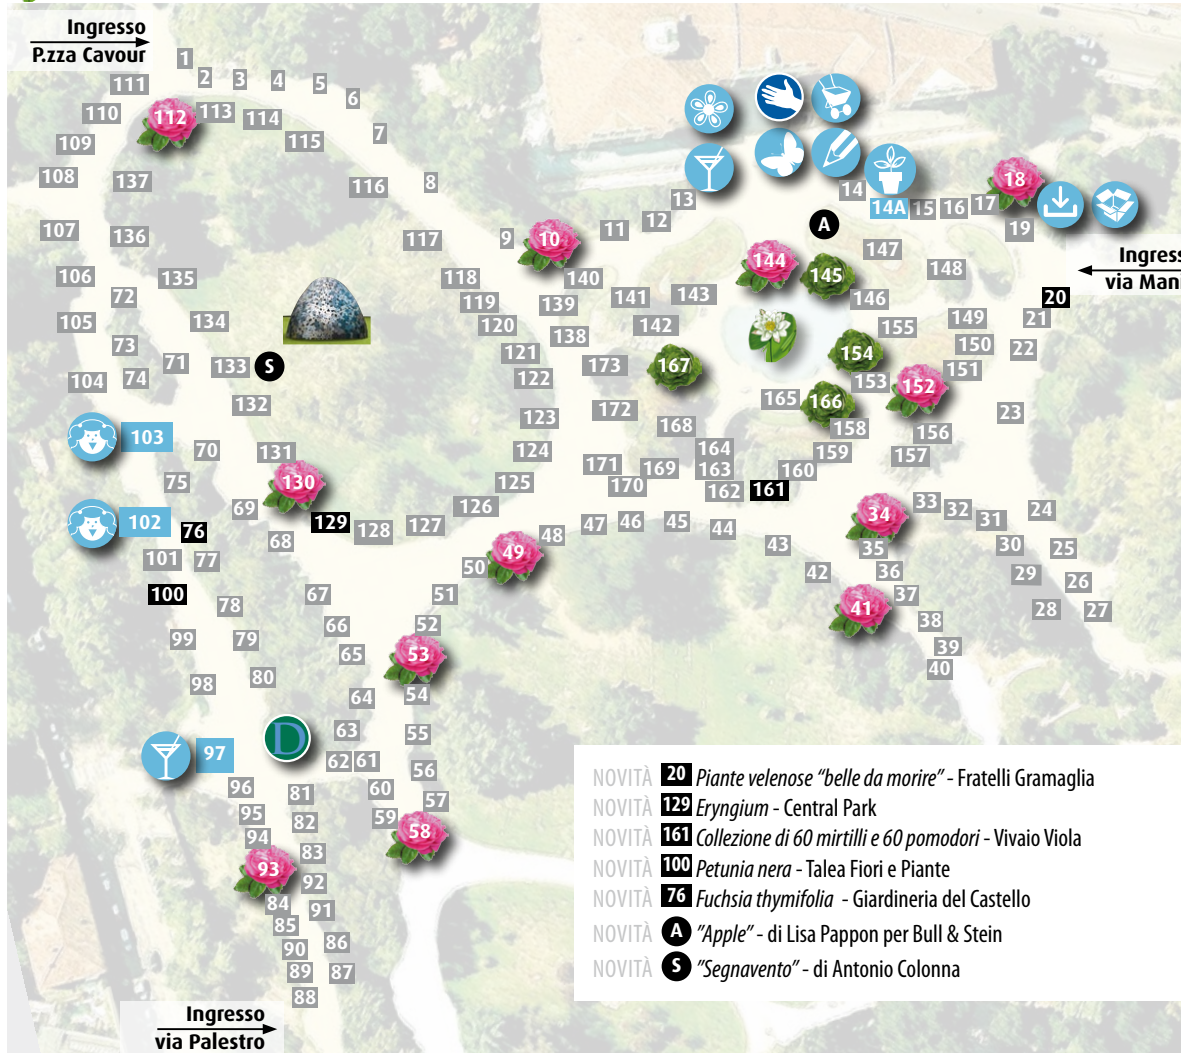 Ingresso
P.zza Cavour
1
2 3 4 5 6
111
110 112 113 114 115 7
109
108 137 116 8
13 14 14A 15 16 17 18
107 136 117 9 10 11 12 A 19
147
Ingress
via Mani
106 135 118 140 144 145 148
72 119 139 141 143 146 20
105 134 120 138 142 155 149 21
73 121 154 150 22
104 74 71 133 S 122 173 167 153 152 151
132 123 172 165 166 23
103 70 131 124 168 158 156
75 130 125 171 169 164 163 159 157
170 162 161 160
102 76 69 129 128 127 126 34 33 32 31 24
101 77 68 49 48 47 46 45 44 43 35 30 25
100 78 67 50 51 42 36 29 26
99 79 66 52 41 37 28 27
65 53 38
98 80 64 54 39
40
97 D 63 55
62 61 56
96 81 60 57
95 82 59 58
94 83
93 92
84 91
85
90 86
89 87
88
Ingresso
via Palestro
NOVITÀ 20 Piante velenose “belle da morire” - Fratelli Gramaglia
NOVITÀ 129 Eryngium - Central Park
NOVITÀ 161 Collezione di 60 mirtilli e 60 pomodori - Vivaio Viola
NOVITÀ 100 Petunia nera - Talea Fiori e Piante
NOVITÀ 76 Fuchsia thymifolia - Giardineria del Castello
NOVITÀ A ”Apple” - di Lisa Pappon per Bull & Stein
NOVITÀ S ”Segnavento” - di Antonio Colonna